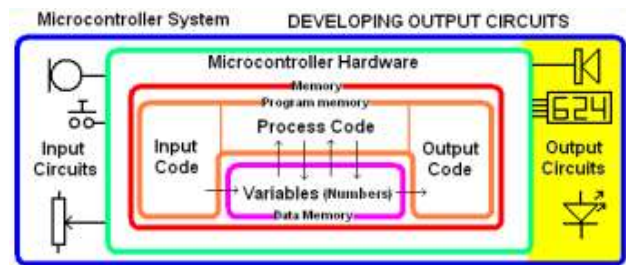 Microcontroller System
DEVELOPING OUTPUT CIRCUITS
Microcontroller Hardware
Memory
Program memory
Process Code
Input
Code
Output
Code
Input
Circuits
Output
Circuits
624
Variables (Numbers)
Data Memory